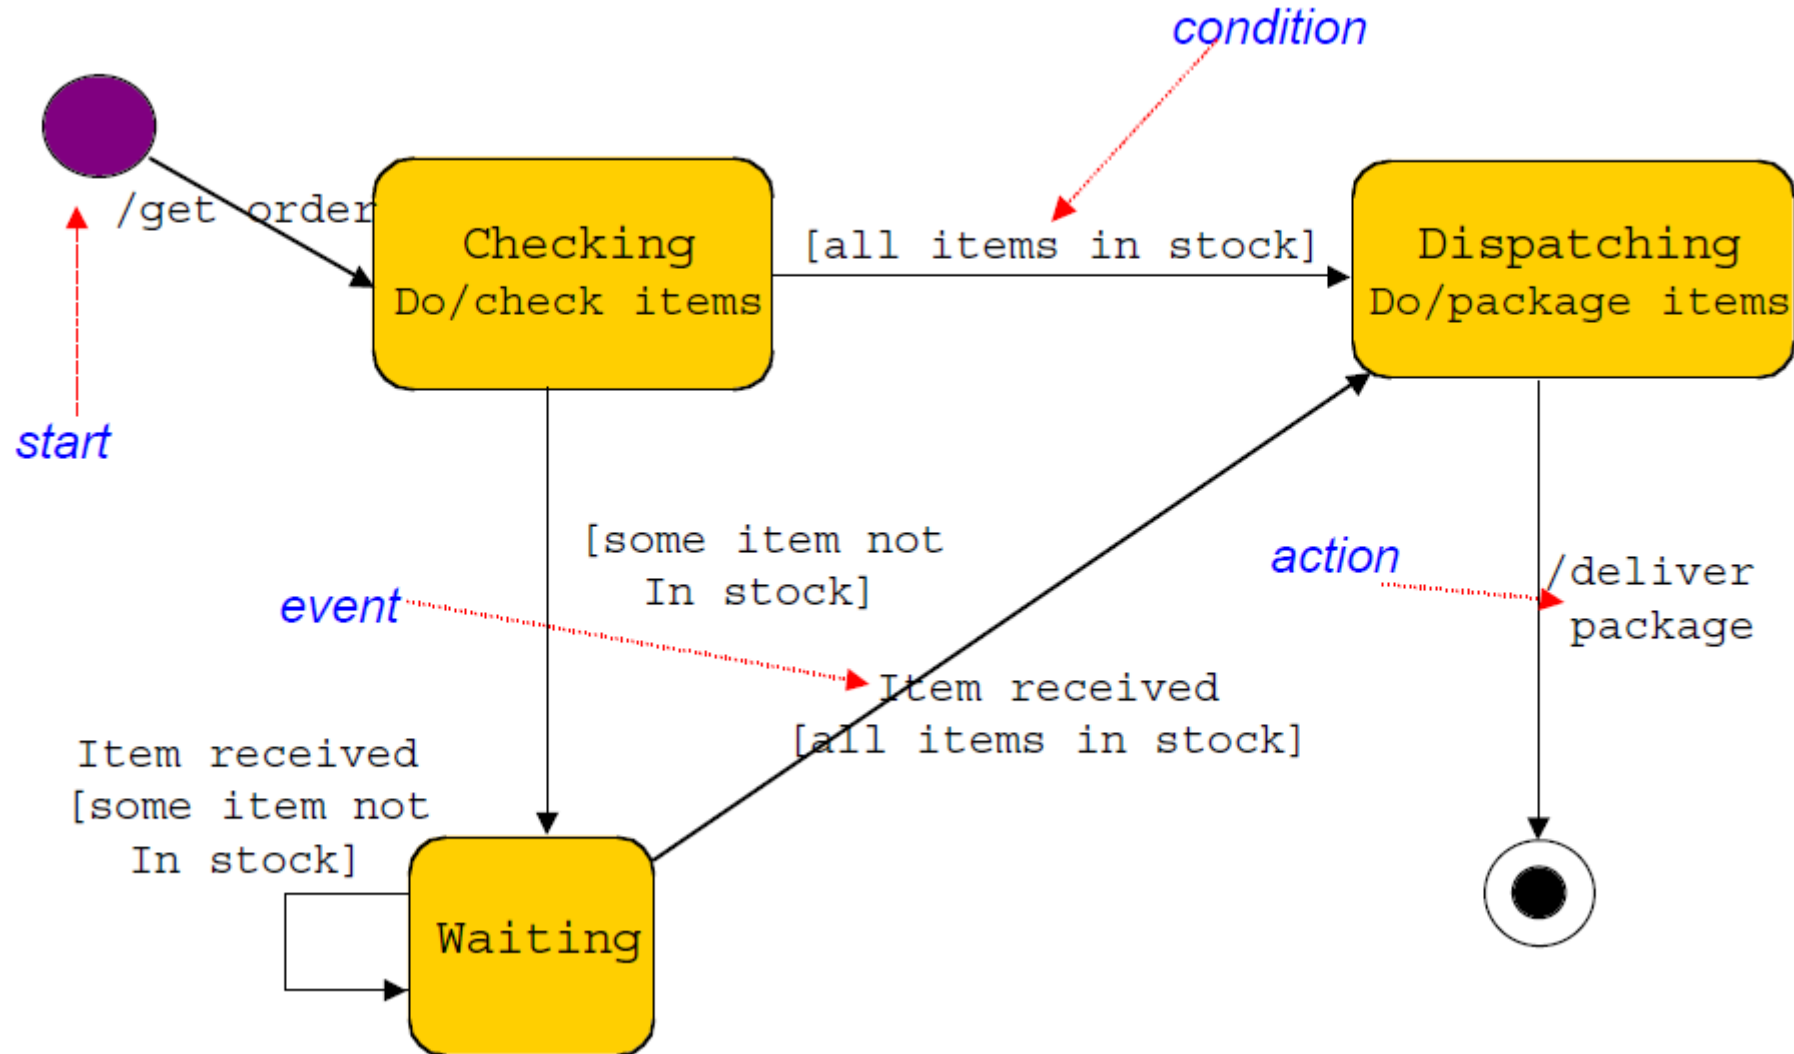 condition
/get order
Checking
Do/check items
[all items in stock]
Dispatching
Do/package items
start
[some item not
In stock]
event
action
/deliver
package
Item received
[all items in stock]
Item received
[some item not
In stock]
Waiting